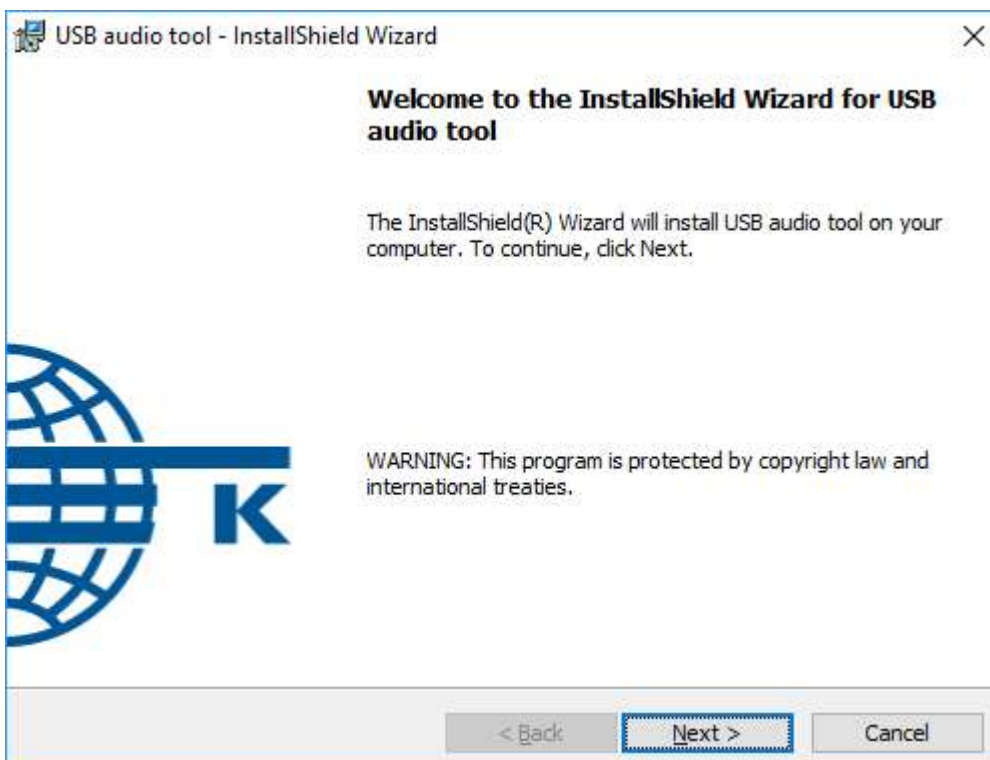 USB audio tool - InstallShield Wizard
Welcome to the InstallShield Wizard for USB
audio tool
The InstallShield(R) Wizard will install USB audio tool on your
computer. To continue, click Next.
WARNING: This program is protected by copyright law and
international treaties.
K
< Back
Next >
Cancel